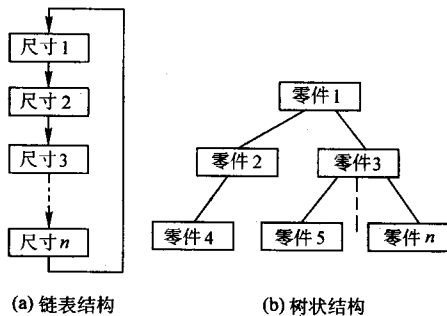 尺寸1
尺寸2
尺寸3
尺寸n
(a) 链表结构
零件1
零件2
零件3
零件4
零件5
零件n
(b) 树状结构